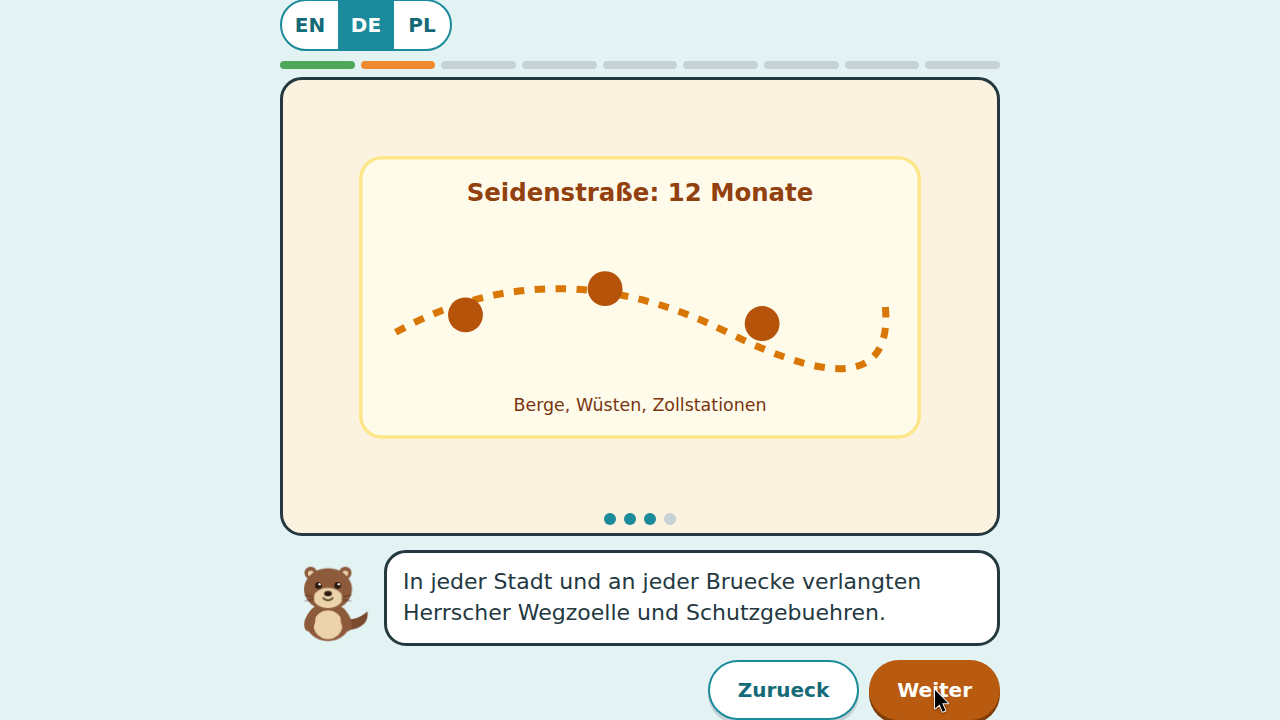 EN DE PL
Seidenstraße: 12 Monate
Berge, Wüsten, Zollstationen
In jeder Stadt und an jeder Bruecke verlangten
Herrscher Wegzoelle und Schutzgebuehren.
Zurueck Weiter